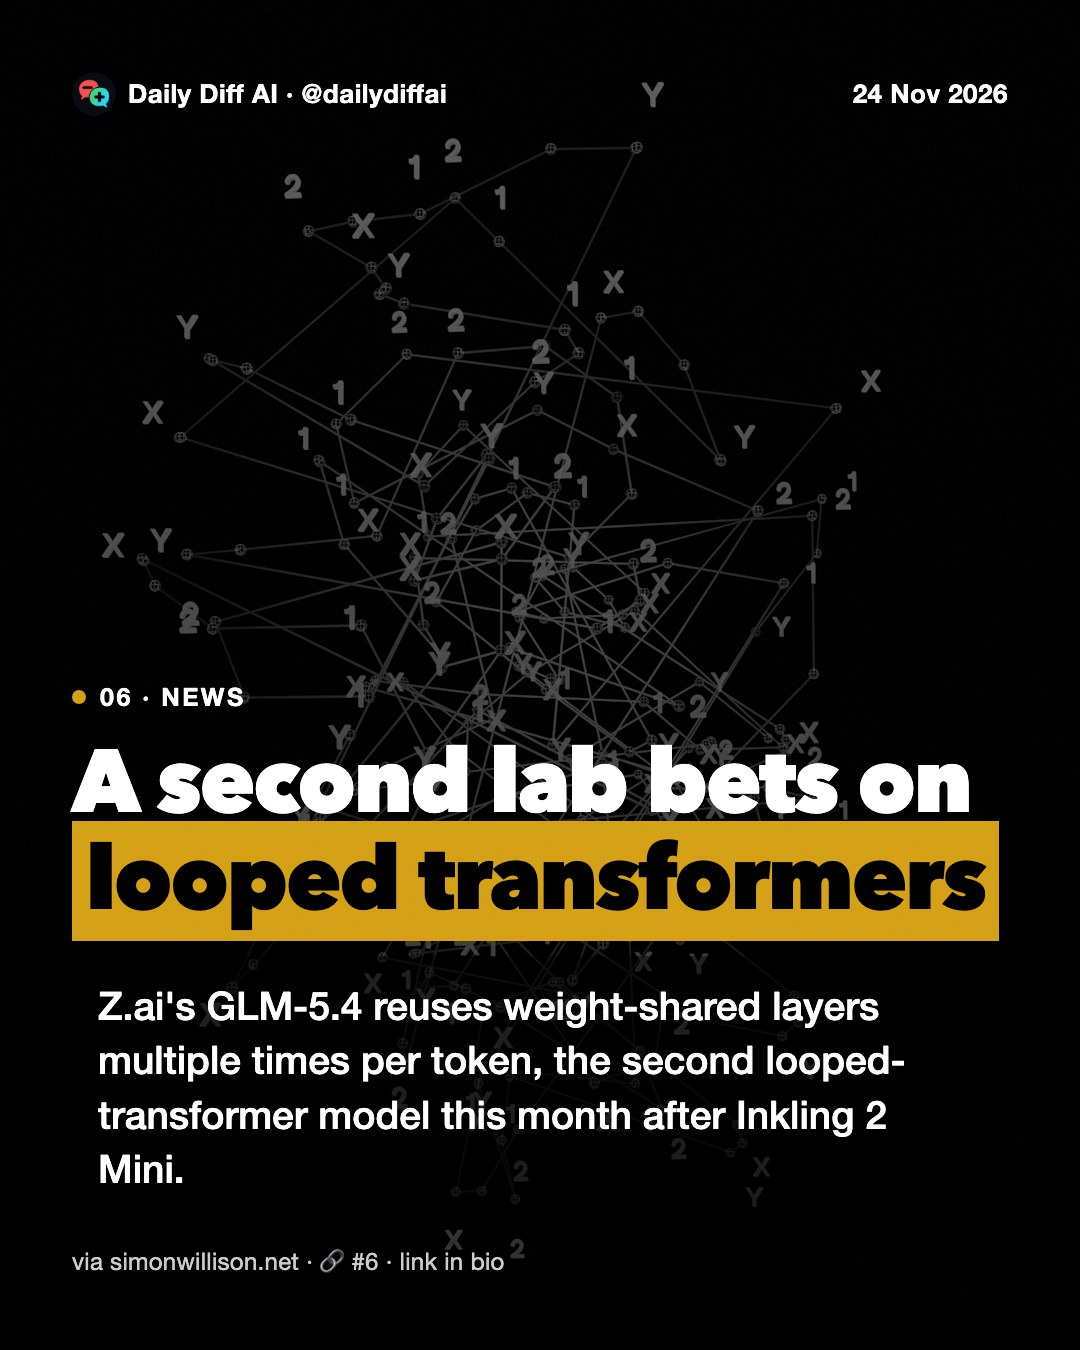 Daily Diff AI · @dailydiffai
24 Nov 2026
06 · NEWS
A second lab bets on
looped transformers
Z.ai's GLM-5.4 reuses weight-shared layers
multiple times per token, the second looped-
transformer model this month after Inkling 2
Mini.
via simonwillison.net · 🔗 #6 · link in bio